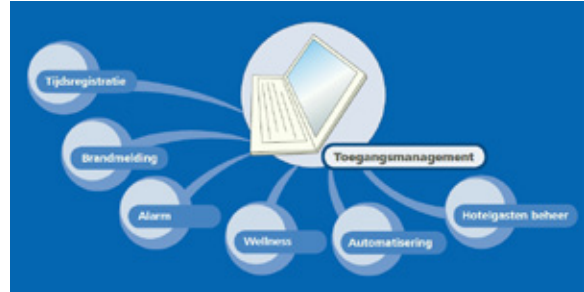 Tijdsregistratie
Brandmelding
Toegangsmanagement
Alarm
Hotelgasten beheer
Wellness
Automatisering